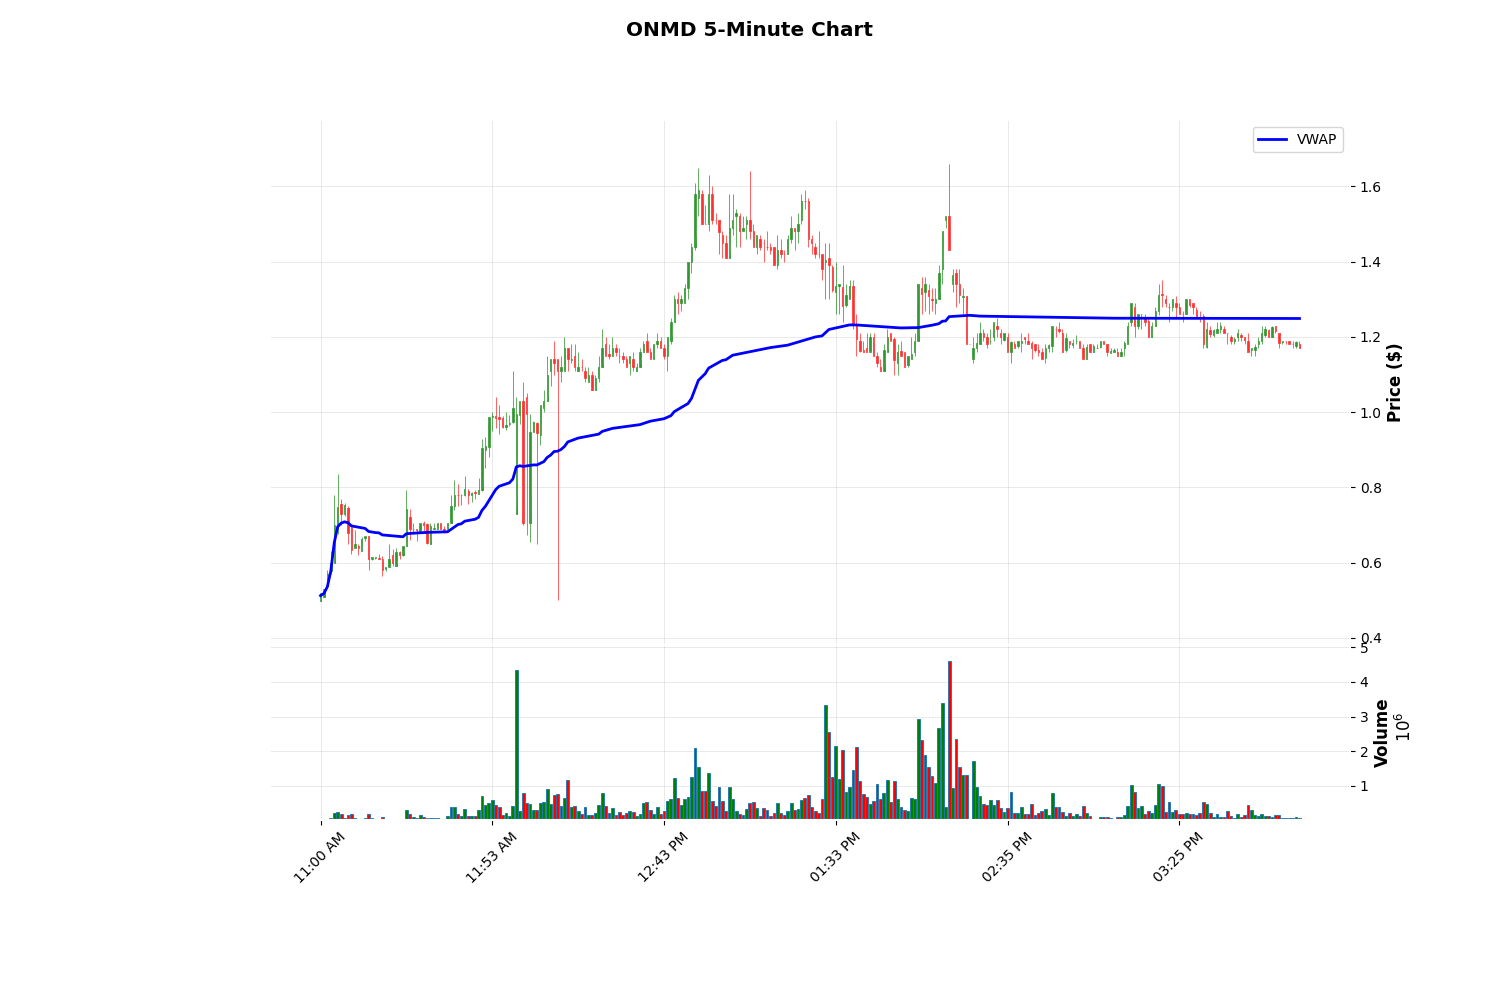 ONMD 5-Minute Chart
VWAP
1.6
1.4
1.2
1.0
0.8
0.6
0.4
Price ($)
5
4
3
2
1
Volume
10^6
11:00 AM
11:53 AM
12:43 PM
01:33 PM
02:35 PM
03:25 PM